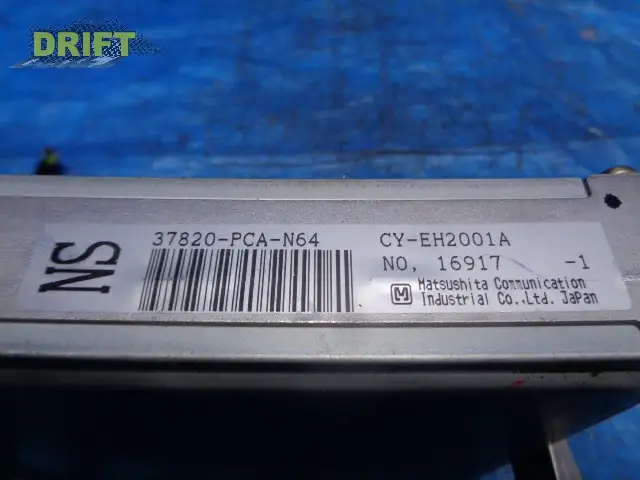 DRIFT
NS
37820-PCA-N64 CY-EH2001A
NO, 16917 -1
M Matsushita Communication
Industrial Co.,Ltd. JaPan